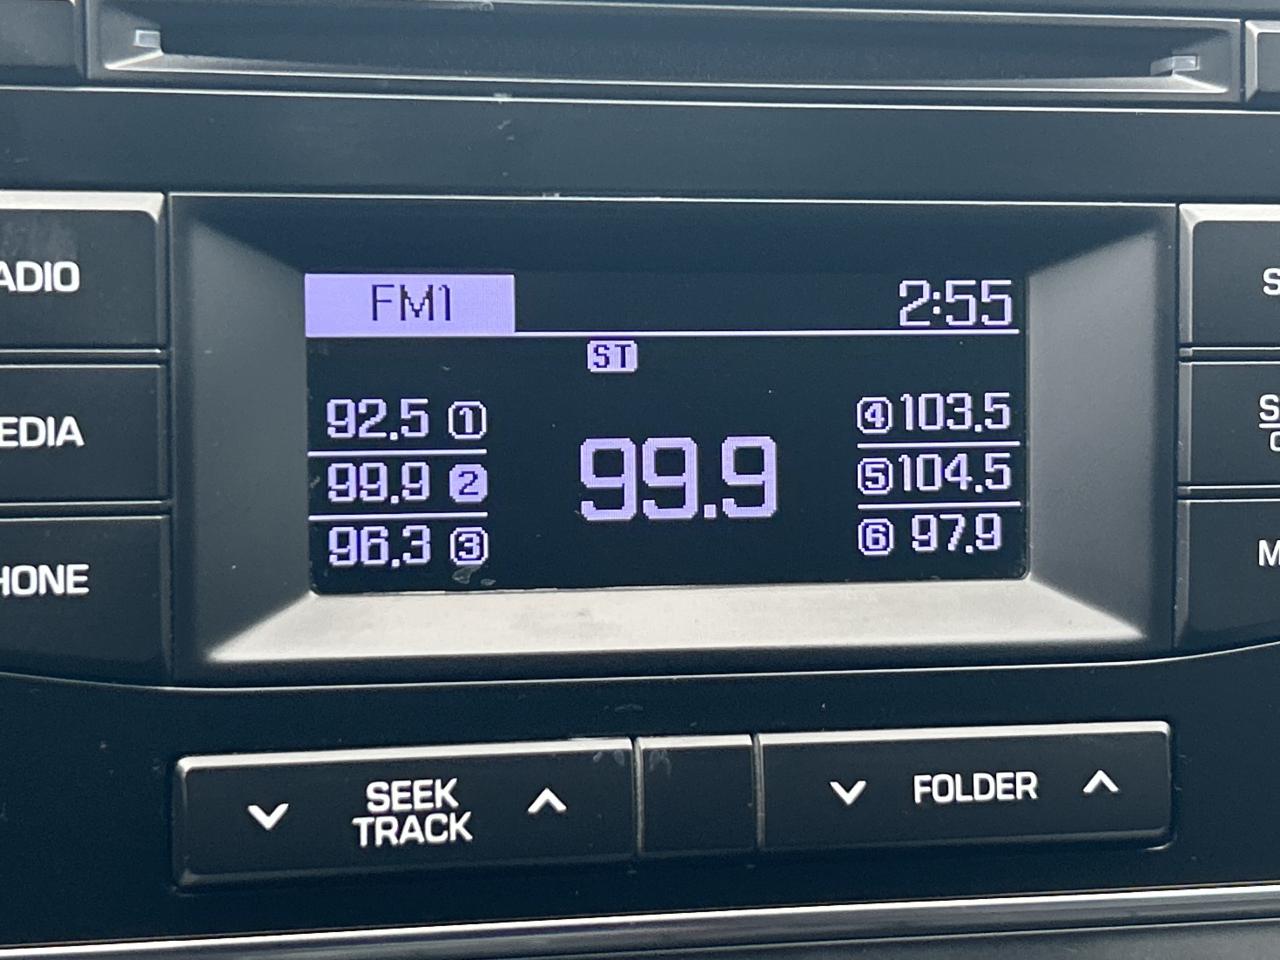 ADIO
EDIA
HONE
FM1 2:55
ST
92.5 1
99.9 2
96.3 3
99.9
4 103.5
5 104.5
6 97.9
S
S
C
M
SEEK
TRACK
FOLDER